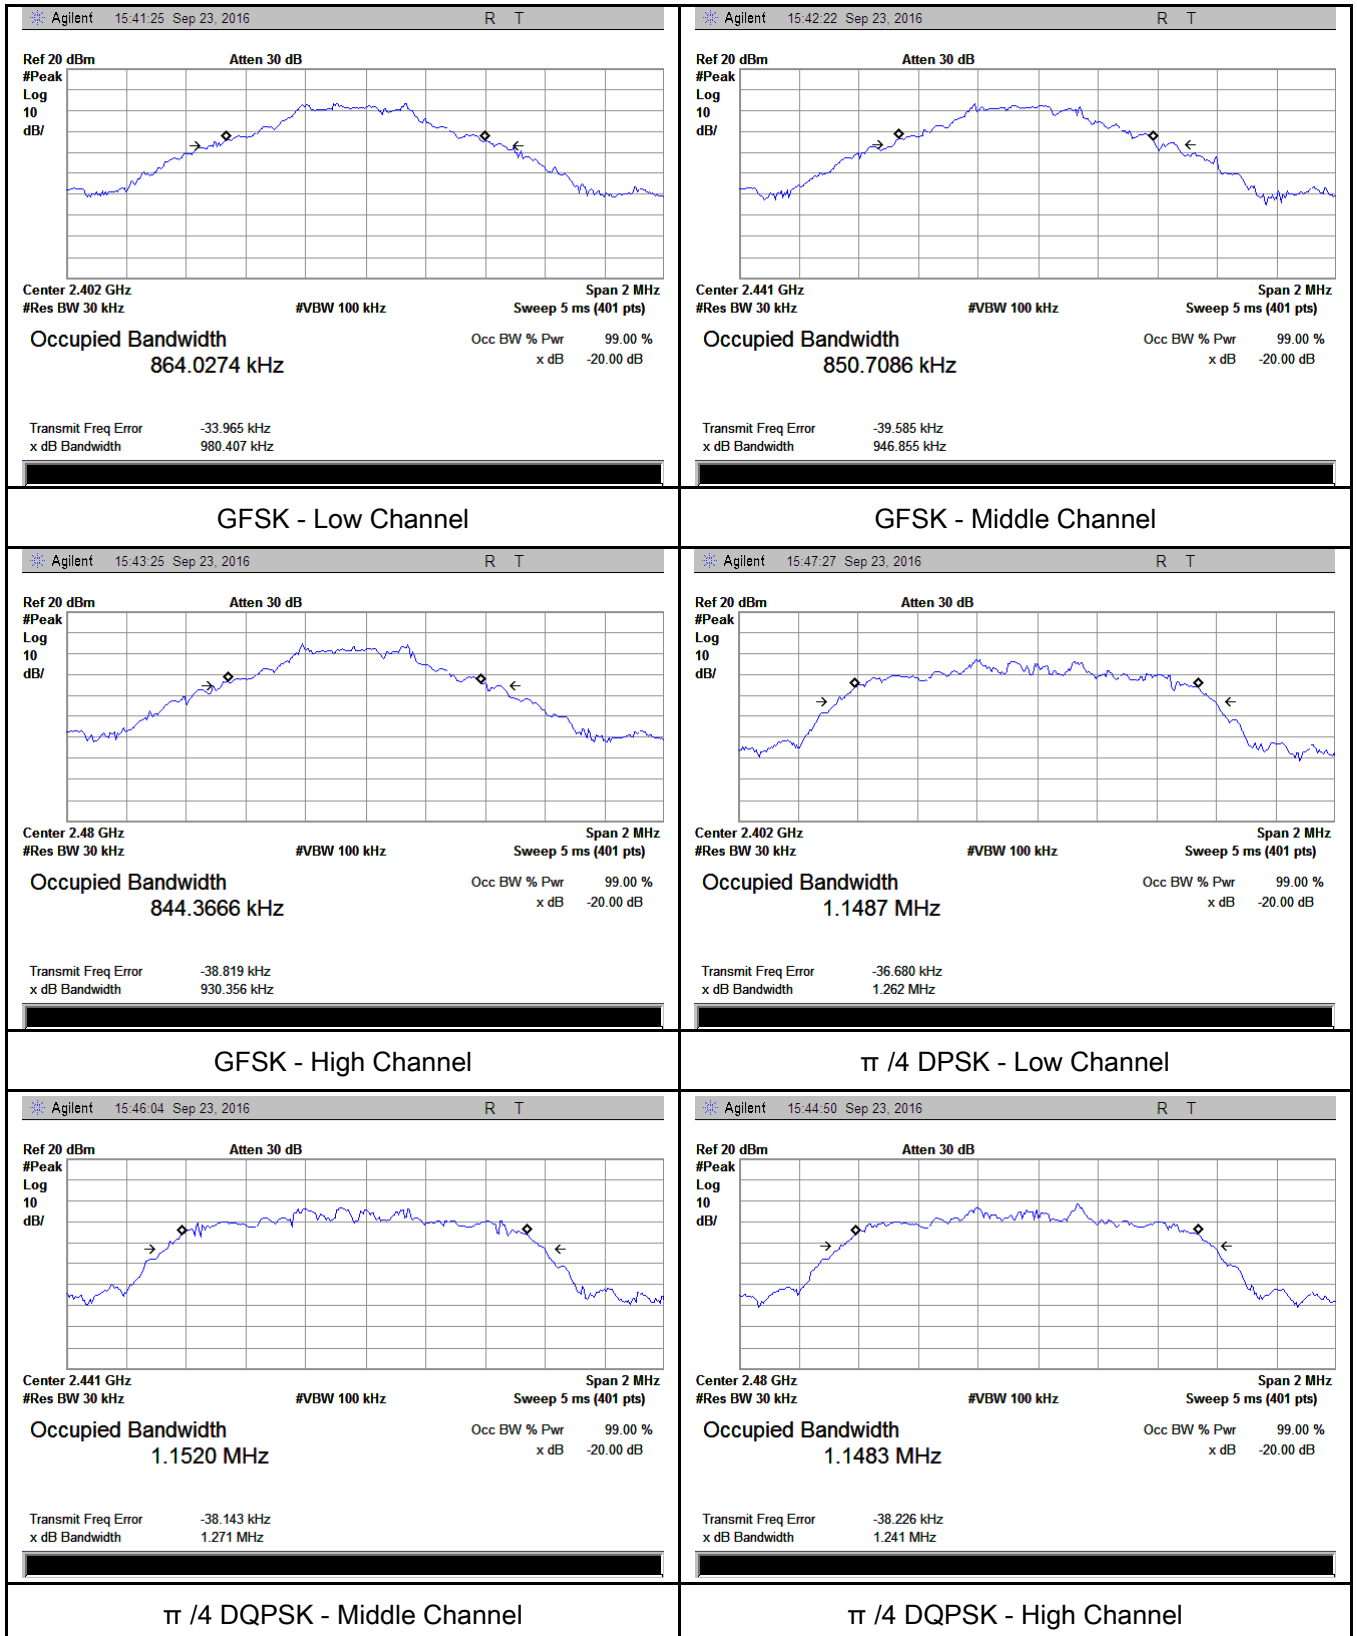 Agilent 15:41:25 Sep 23, 2016 R T
Ref 20 dBm Atten 30 dB
#Peak
Log
10
dB/
Center 2.402 GHz Span 2 MHz
#Res BW 30 kHz #VBW 100 kHz Sweep 5 ms (401 pts)
Occupied Bandwidth Occ BW % Pwr 99.00 %
864.0274 kHz x dB -20.00 dB
Transmit Freq Error -33.965 kHz
x dB Bandwidth 980.407 kHz
GFSK - Low Channel
Agilent 15:42:22 Sep 23, 2016 R T
Ref 20 dBm Atten 30 dB
#Peak
Log
10
dB/
Center 2.441 GHz Span 2 MHz
#Res BW 30 kHz #VBW 100 kHz Sweep 5 ms (401 pts)
Occupied Bandwidth Occ BW % Pwr 99.00 %
850.7086 kHz x dB -20.00 dB
Transmit Freq Error -39.585 kHz
x dB Bandwidth 946.855 kHz
GFSK - Middle Channel
Agilent 15:43:25 Sep 23, 2016 R T
Ref 20 dBm Atten 30 dB
#Peak
Log
10
dB/
Center 2.48 GHz Span 2 MHz
#Res BW 30 kHz #VBW 100 kHz Sweep 5 ms (401 pts)
Occupied Bandwidth Occ BW % Pwr 99.00 %
844.3666 kHz x dB -20.00 dB
Transmit Freq Error -38.819 kHz
x dB Bandwidth 930.356 kHz
GFSK - High Channel
Agilent 15:47:27 Sep 23, 2016 R T
Ref 20 dBm Atten 30 dB
#Peak
Log
10
dB/
Center 2.402 GHz Span 2 MHz
#Res BW 30 kHz #VBW 100 kHz Sweep 5 ms (401 pts)
Occupied Bandwidth Occ BW % Pwr 99.00 %
1.1487 MHz x dB -20.00 dB
Transmit Freq Error -36.680 kHz
x dB Bandwidth 1.262 MHz
π /4 DPSK - Low Channel
Agilent 15:46:04 Sep 23, 2016 R T
Ref 20 dBm Atten 30 dB
#Peak
Log
10
dB/
Center 2.441 GHz Span 2 MHz
#Res BW 30 kHz #VBW 100 kHz Sweep 5 ms (401 pts)
Occupied Bandwidth Occ BW % Pwr 99.00 %
1.1520 MHz x dB -20.00 dB
Transmit Freq Error -38.143 kHz
x dB Bandwidth 1.271 MHz
π /4 DQPSK - Middle Channel
Agilent 15:44:50 Sep 23, 2016 R T
Ref 20 dBm Atten 30 dB
#Peak
Log
10
dB/
Center 2.48 GHz Span 2 MHz
#Res BW 30 kHz #VBW 100 kHz Sweep 5 ms (401 pts)
Occupied Bandwidth Occ BW % Pwr 99.00 %
1.1483 MHz x dB -20.00 dB
Transmit Freq Error -38.226 kHz
x dB Bandwidth 1.241 MHz
π /4 DQPSK - High Channel